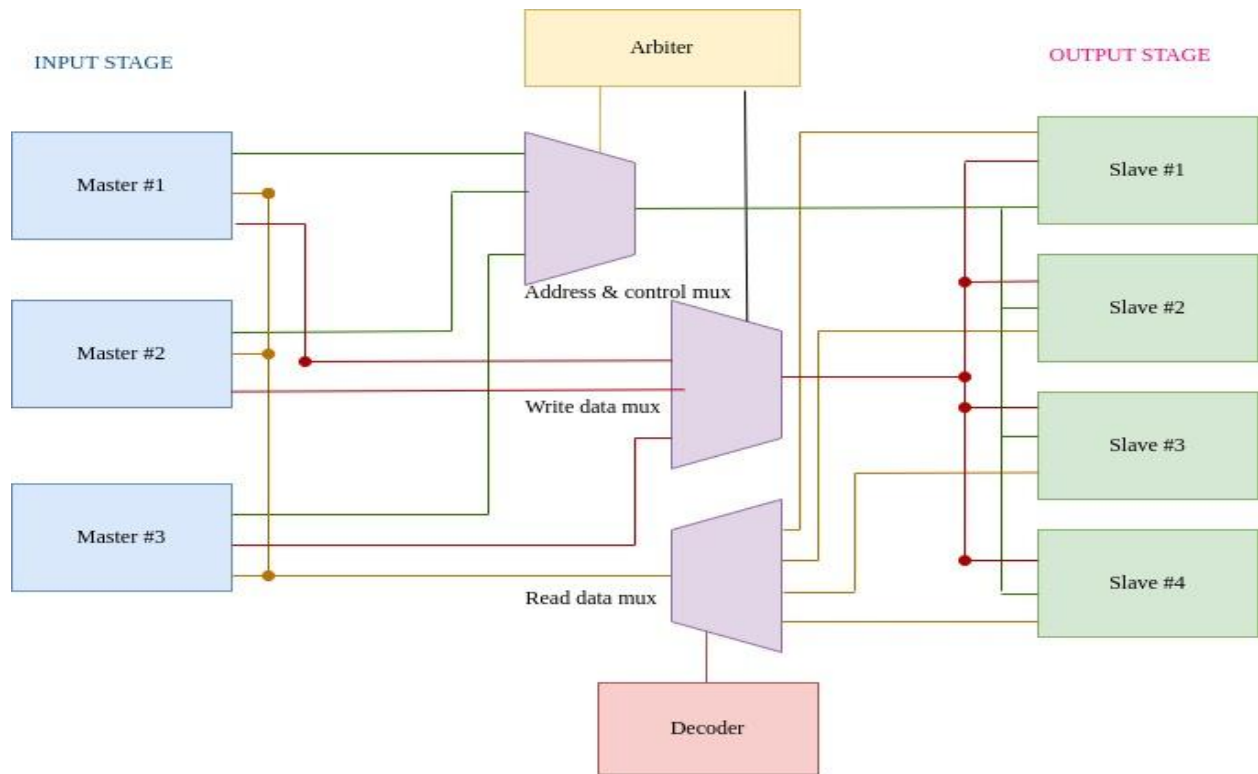 Arbiter
INPUT STAGE
OUTPUT STAGE
Master #1
Slave #1
Address & control mux
Slave #2
Master #2
Write data mux
Slave #3
Master #3
Slave #4
Read data mux
Decoder